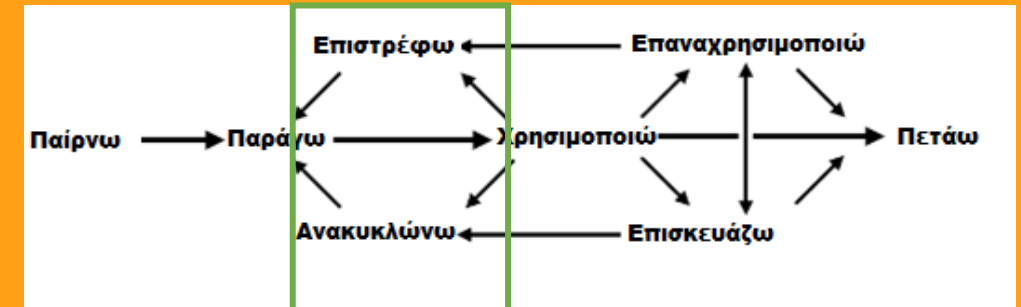 Επιστρέφω Επαναχρησιμοποιώ
Παίρνω Παράγω Χρησιμοποιώ Πετάω
Ανακυκλώνω Επισκευάζω